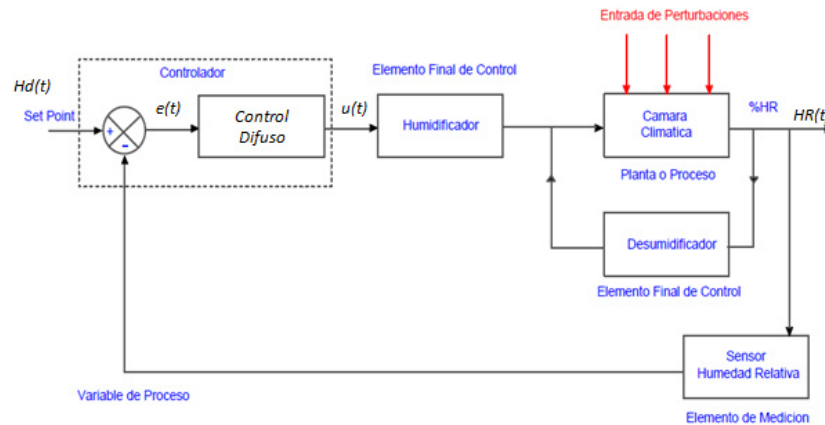 Entrada de Perturbaciones
Controlador
Elemento Final de Control
Hd(t)
Set Point
+
-
e(t)
Control
Difuso
u(t)
Humidificador
Camara
Climatica
%HR
HR(t)
Planta o Proceso
Desumidificador
Elemento Final de Control
Sensor
Humedad Relativa
Variable de Proceso
Elemento de Medicion